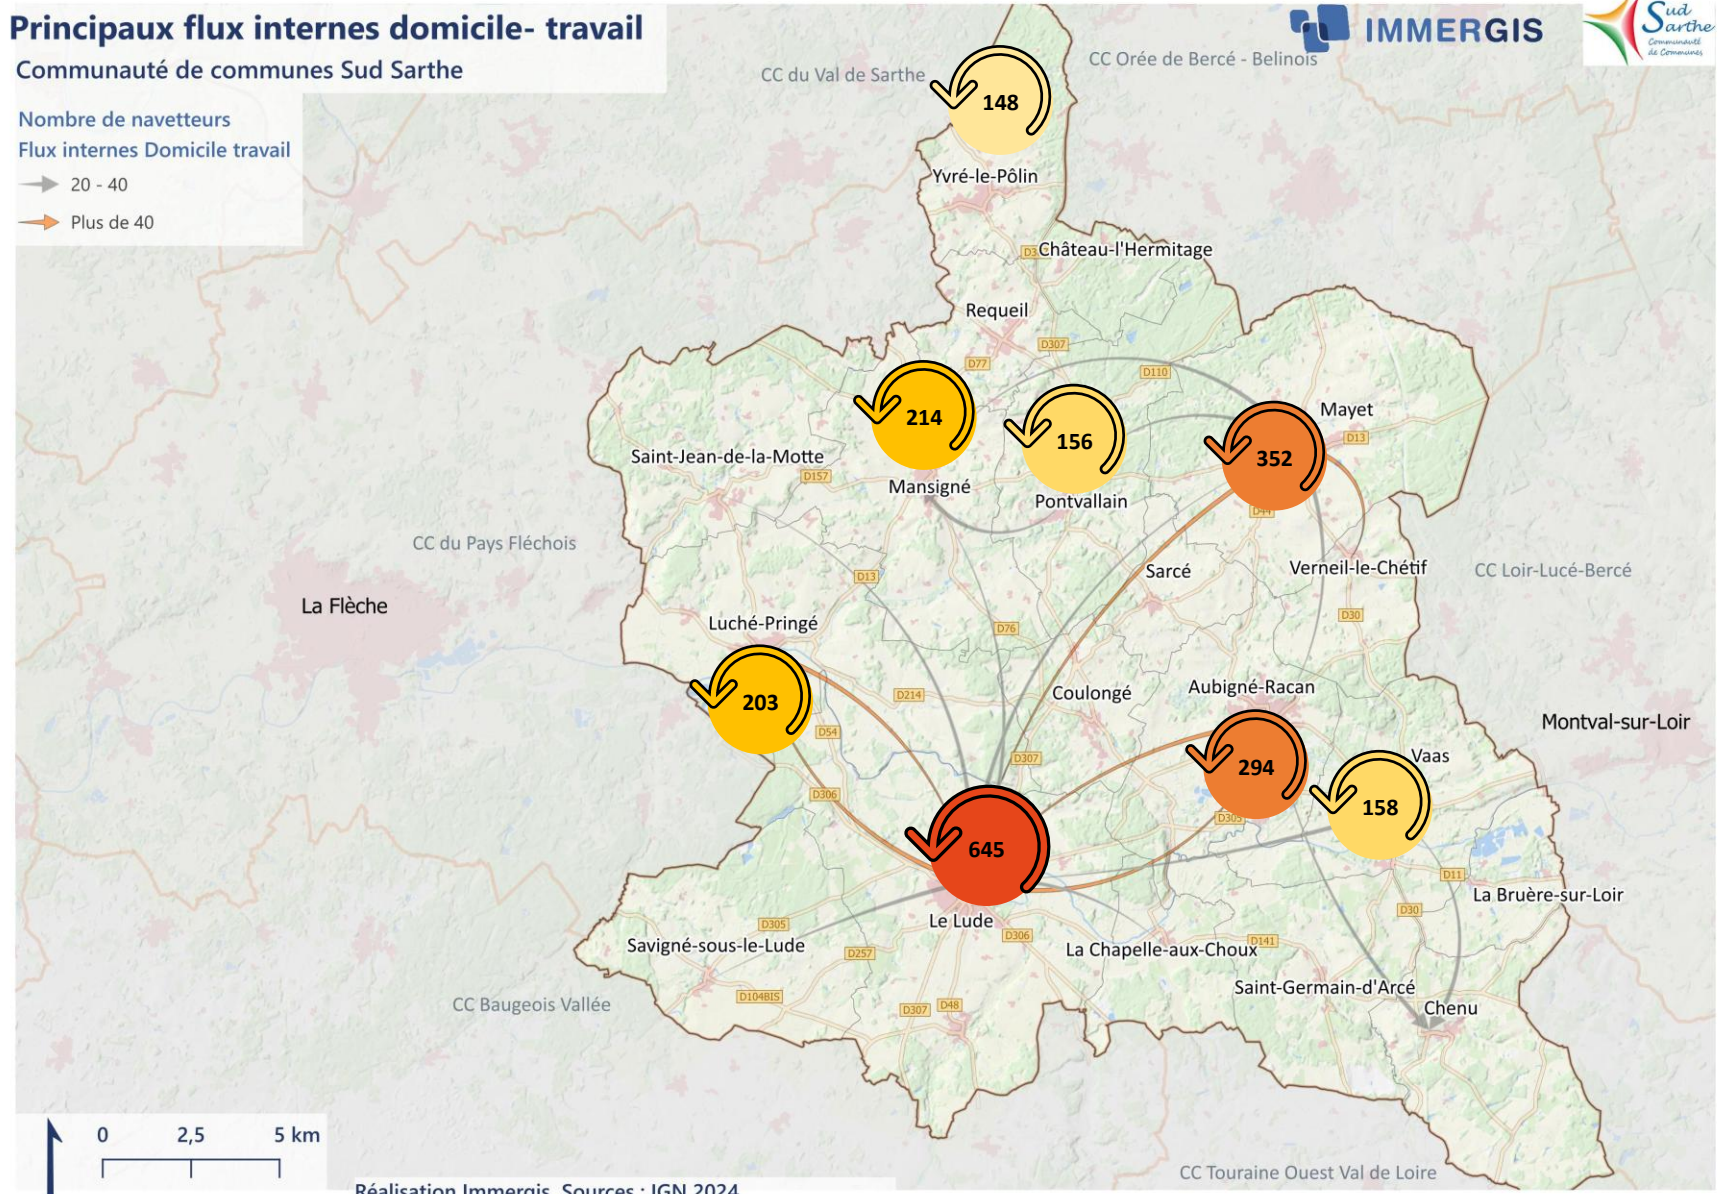 Principaux flux internes domicile- travail
Communauté de communes Sud Sarthe
Nombre de navetteurs
Flux internes Domicile travail
20 - 40
Plus de 40
IMMERGIS
Sud
Sarthe
Communauté
de Communes
CC du Val de Sarthe
CC Orée de Bercé - Belinois
148
Yvré-le-Pôlin
Château-l'Hermitage
Requeil
D307
D77
D110
214
156
352
Mayet
D13
Saint-Jean-de-la-Motte
D157
Mansigné
Pontvallain
D44
CC du Pays Fléchois
D13
Sarcé
Verneil-le-Chétif
CC Loir-Lucé-Bercé
La Flèche
Luché-Pringé
D76
D30
203
D214
Coulongé
Aubigné-Racan
Montval-sur-Loir
D54
D307
294
Vaas
D306
158
D305
645
D11
La Bruère-sur-Loir
D30
D305
Le Lude
D306
Savigné-sous-le-Lude
D257
La Chapelle-aux-Choux
D141
D104BIS
Saint-Germain-d'Arcé
CC Baugeois Vallée
D307
D48
Chenu
0 2,5 5 km
CC Touraine Ouest Val de Loire
Réalisation Immergis, Sources : IGN 2024